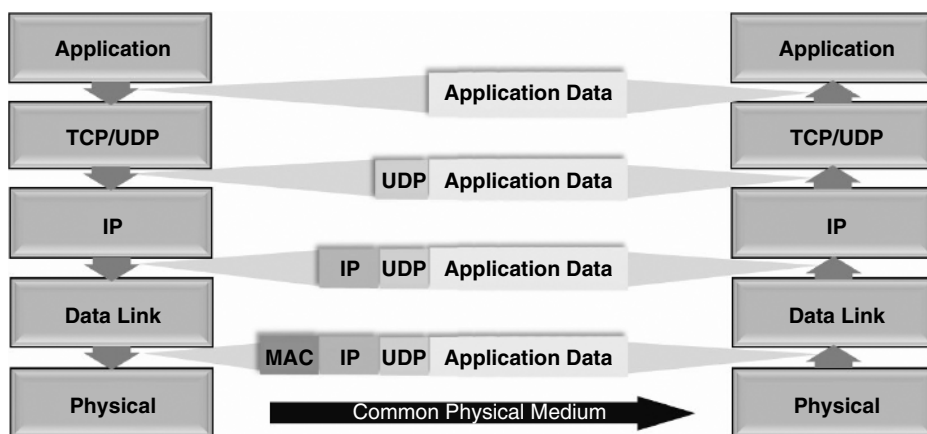 Application
Application
Application Data
TCP/UDP
TCP/UDP
UDP Application Data
IP
IP
IP UDP Application Data
Data Link
Data Link
MAC IP UDP Application Data
Physical
Common Physical Medium
Physical